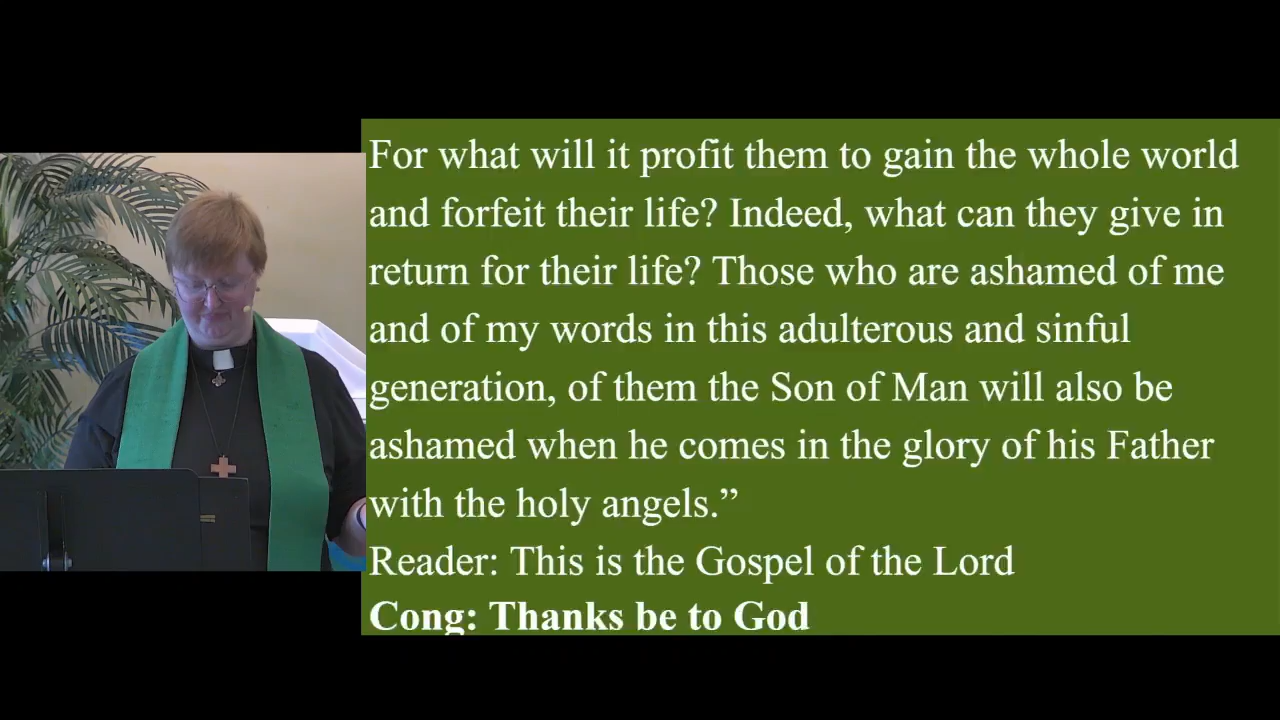 For what will it profit them to gain the whole world
and forfeit their life? Indeed, what can they give in
return for their life? Those who are ashamed of me
and of my words in this adulterous and sinful
generation, of them the Son of Man will also be
ashamed when he comes in the glory of his Father
with the holy angels.”
Reader: This is the Gospel of the Lord
Cong: Thanks be to God